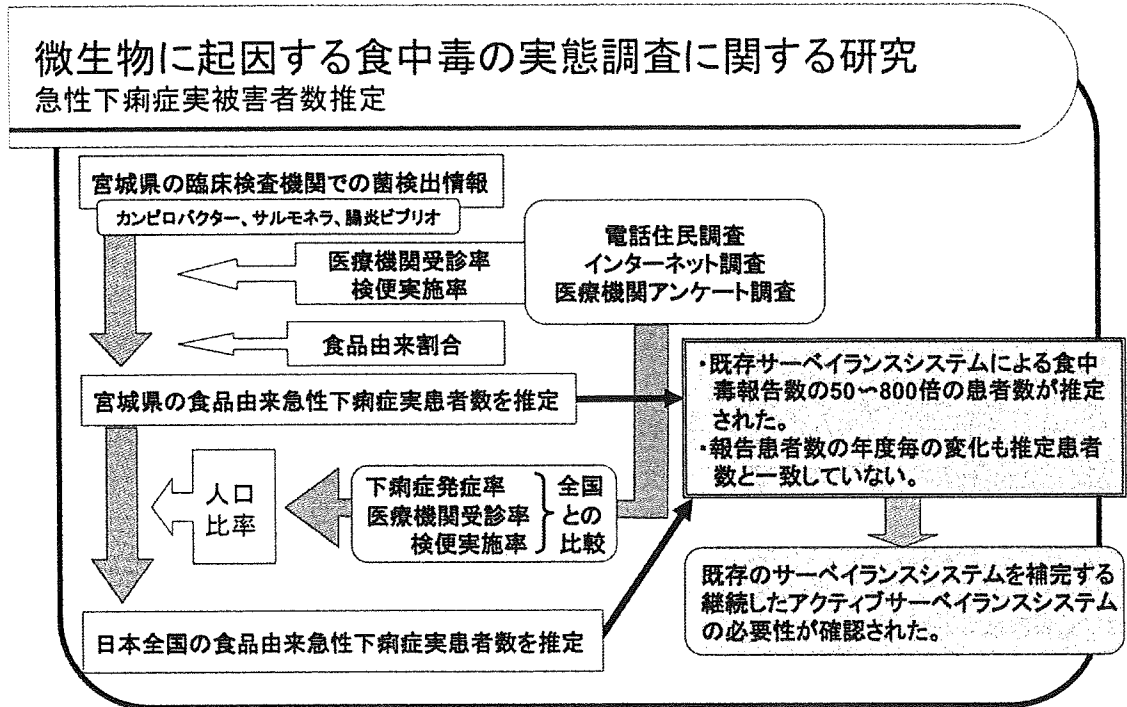 微生物に起因する食中毒の実態調査に関する研究
急性下痢症実被害者数推定
宮城県の臨床検査機関での菌検出情報
カンピロバクター、サルモネラ、腸炎ビブリオ
電話住民調査
インターネット調査
医療機関アンケート調査
医療機関受診率
検便実施率
食品由来割合
宮城県の食品由来急性下痢症実患者数を推定
・既存サーベイランスシステムによる食中
毒報告数の50～800倍の患者数が推定
された。
・報告患者数の年度毎の変化も推定患者
数と一致していない。
人口
比率
下痢症発症率
医療機関受診率
検便実施率
全国
との
比較
既存のサーベイランスシステムを補完する
継続したアクティブサーベイランスシステム
の必要性が確認された。
日本全国の食品由来急性下痢症実患者数を推定